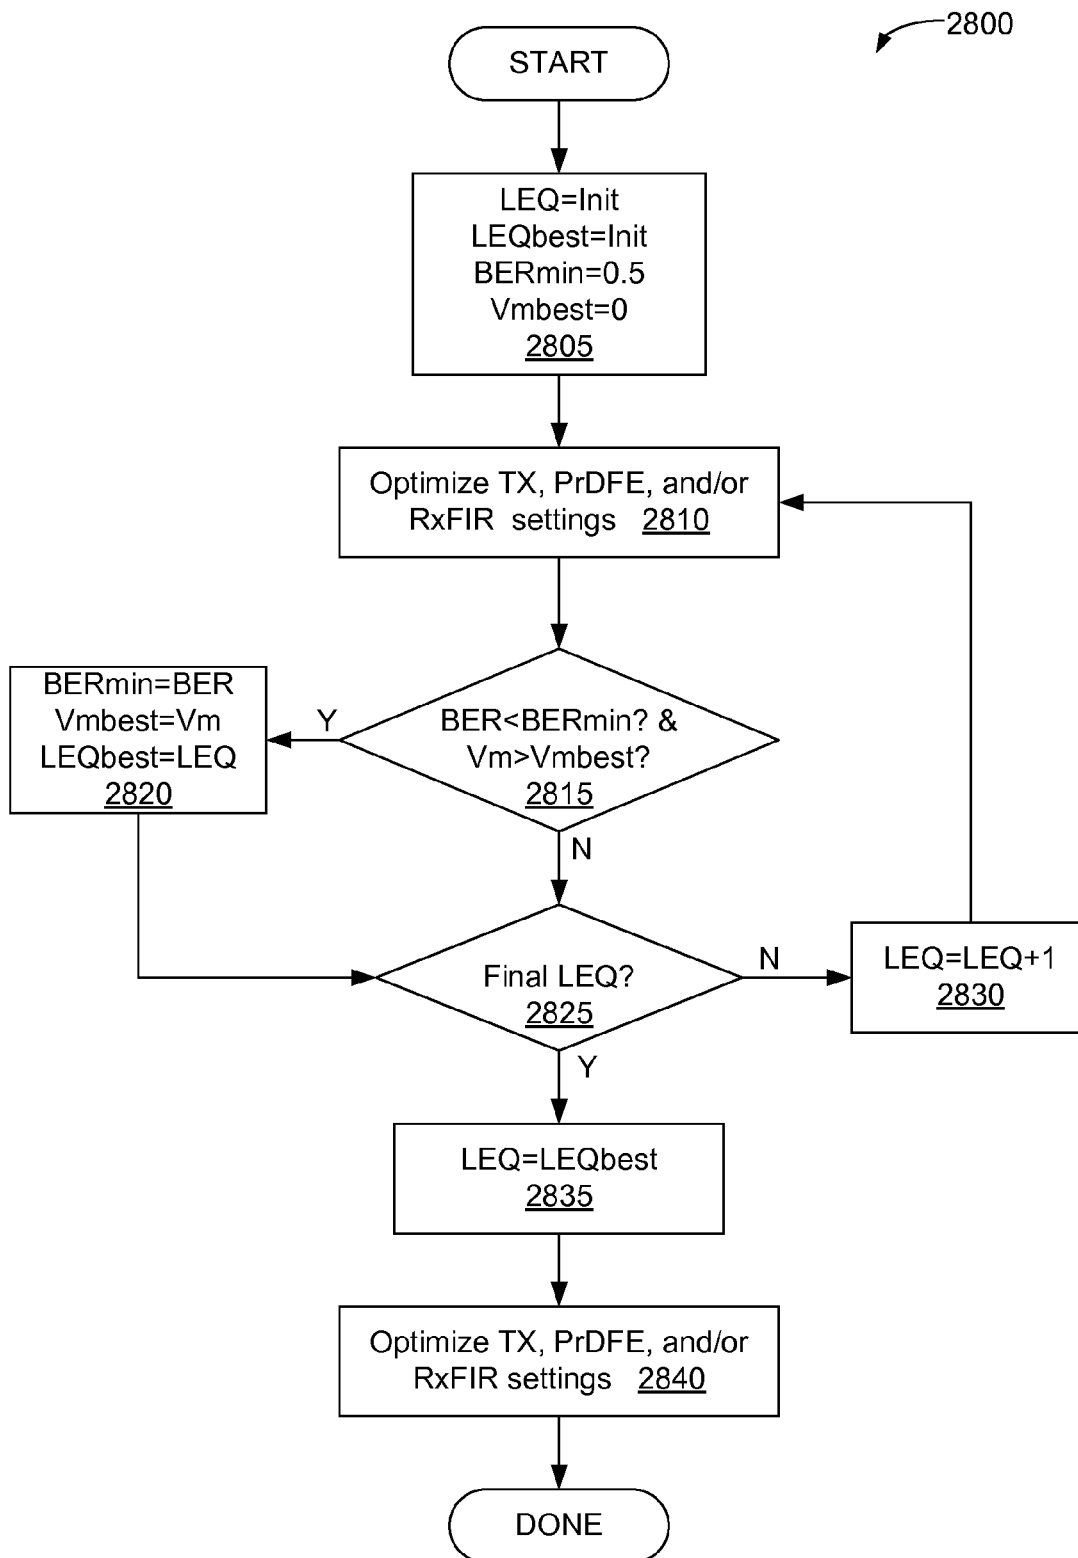 2800
START
LEQ=Init
LEQbest=Init
BERmin=0.5
Vmbest=0
2805
Optimize TX, PrDFE, and/or
RxFIR settings 2810
BER<BERmin? &
Vm>Vmbest?
2815
Y
BERmin=BER
Vmbest=Vm
LEQbest=LEQ
2820
N
Final LEQ?
2825
N
LEQ=LEQ+1
2830
Y
LEQ=LEQbest
2835
Optimize TX, PrDFE, and/or
RxFIR settings 2840
DONE